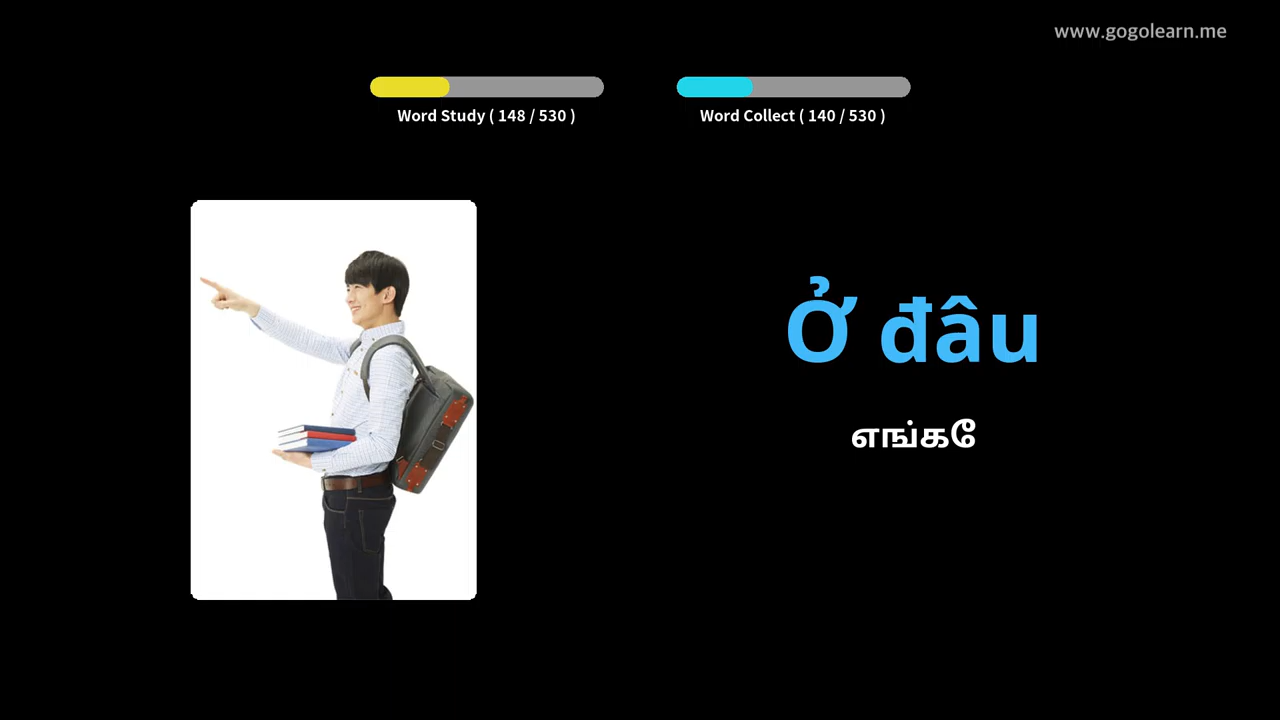 www.gogolearn.me
Word Study ( 148 / 530 )
Word Collect ( 140 / 530 )
Ở đâu
எங்கே